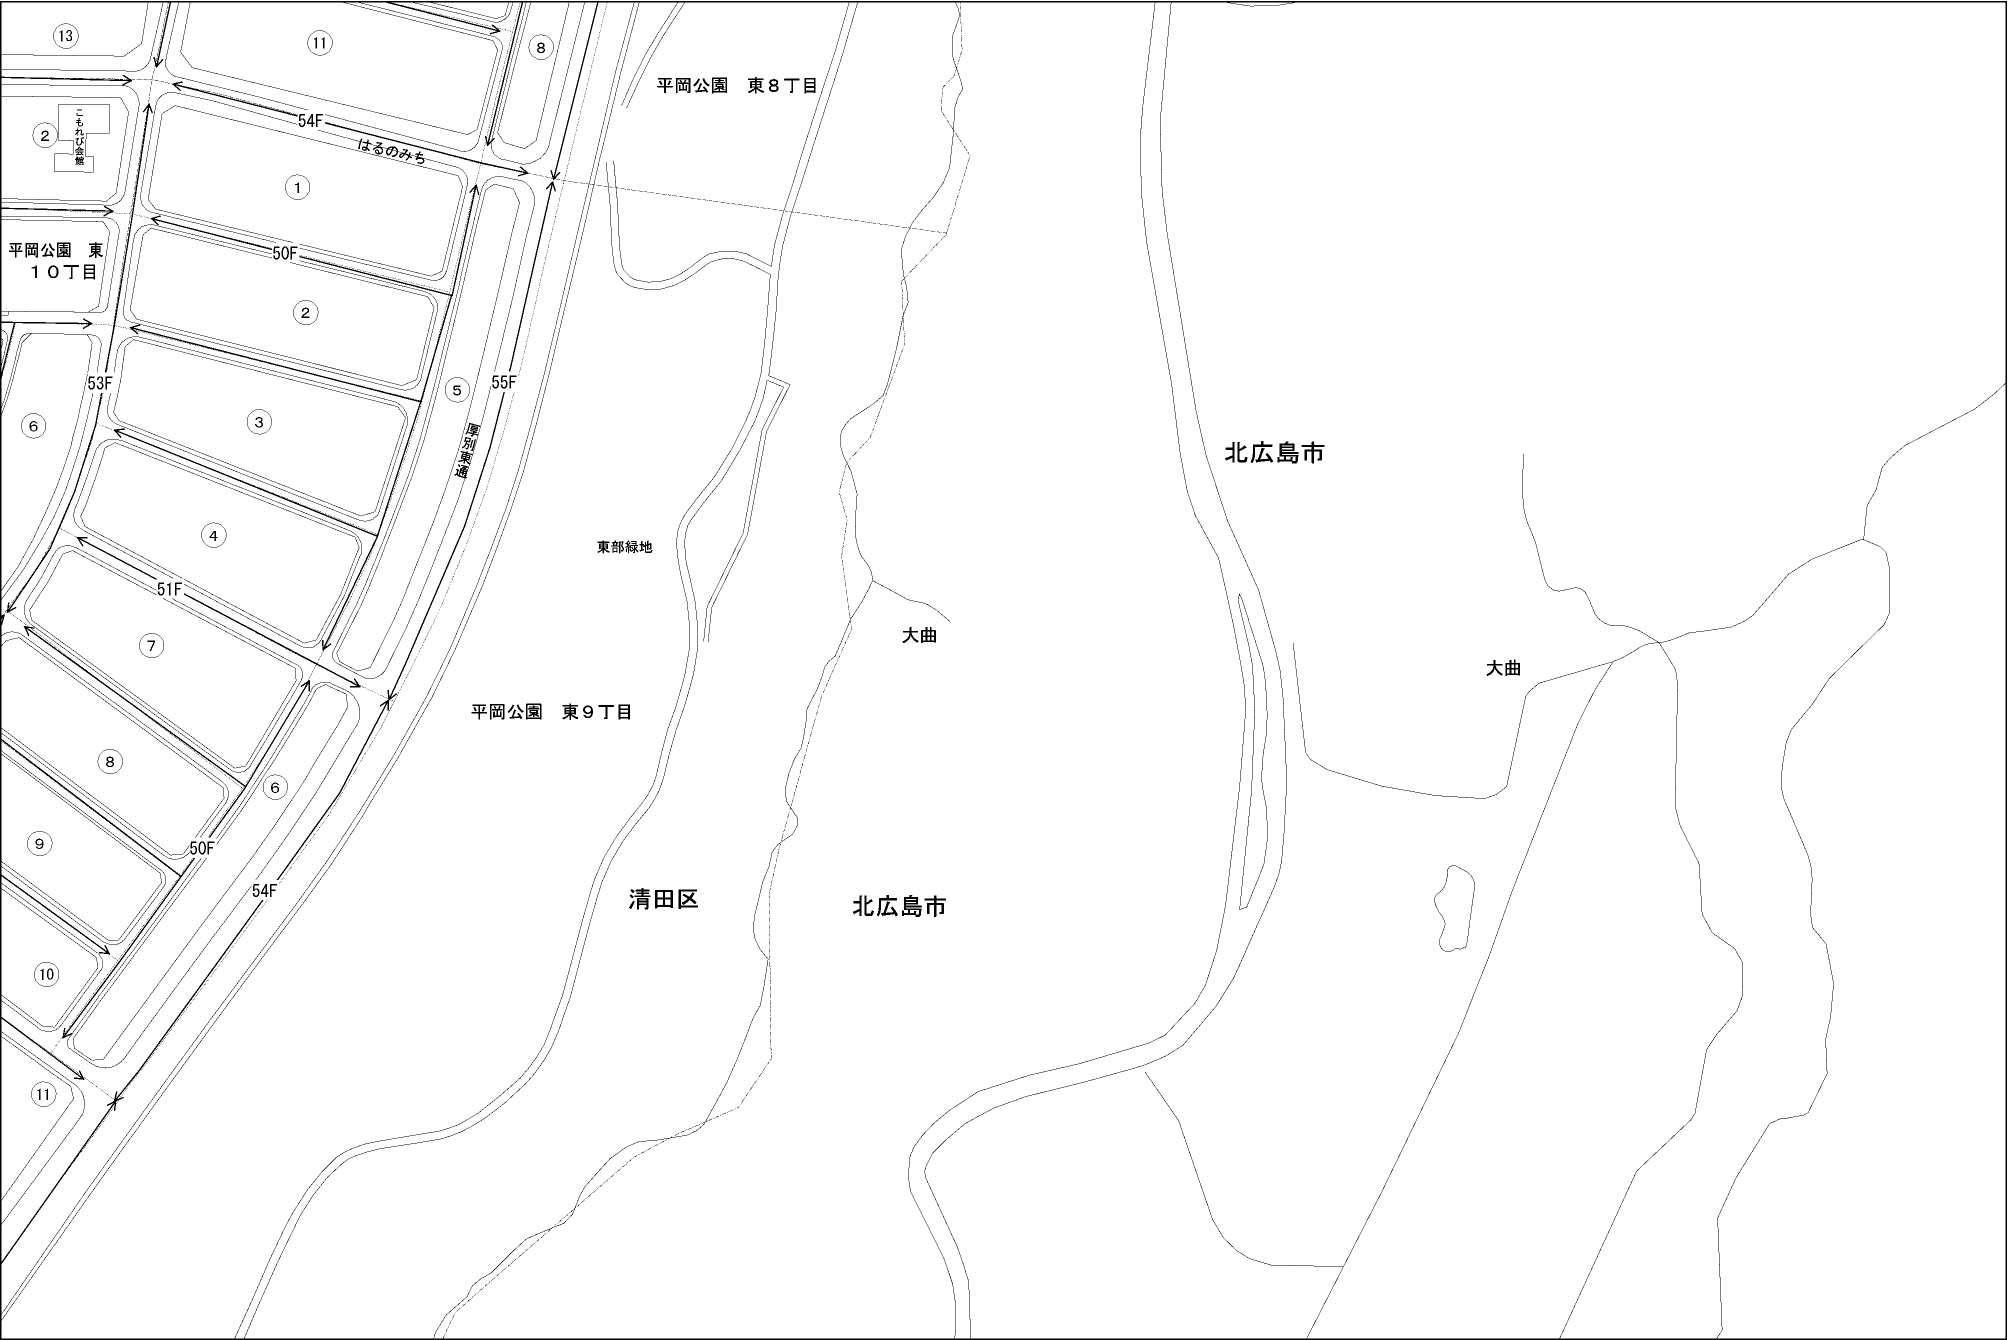 ⑬
⑪
⑧
平岡公園　東８丁目
54F
はるのみち
②
こもれび会館
①
平岡公園　東
１０丁目
50F
②
53F
55F
⑤
③
⑥
厚別東通
北広島市
④
東部緑地
51F
大曲
⑦
大曲
平岡公園　東９丁目
⑧
⑥
⑨
50F
54F
清田区
北広島市
⑩
⑪